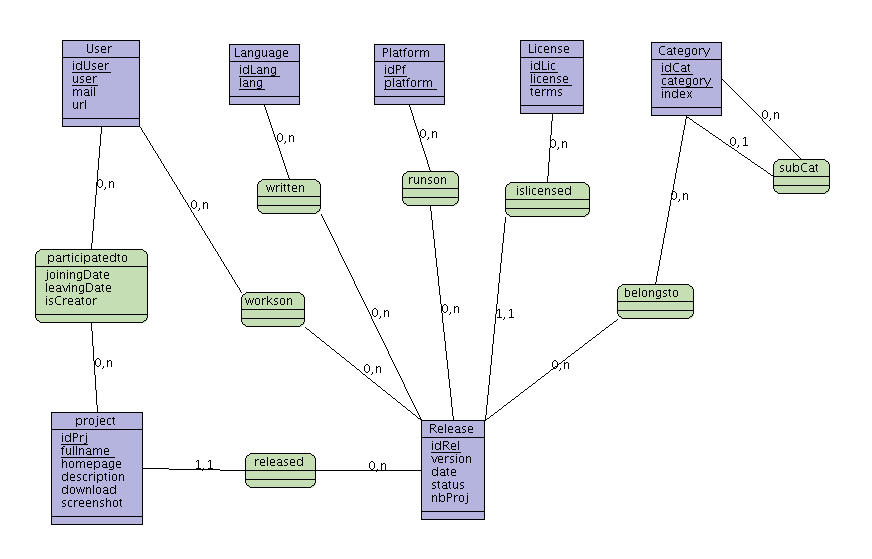 User
idUser
user
mail
url
Language
idLang
lang
Platform
idPf
platform
License
idLic
license
terms
Category
idCat
category
index
0,n
0,n
0,n
0,n
0,n
0,1
subCat
written
runson
islicensed
0,n
0,n
participatedto
joiningDate
leavingDate
isCreator
workson
belongsto
0,n
0,n
1,1
0,n
0,n
0,n
project
idPrj
fullname
homepage
description
download
screenshot
Release
idRel
version
date
status
nbProj
1,1
released
0,n